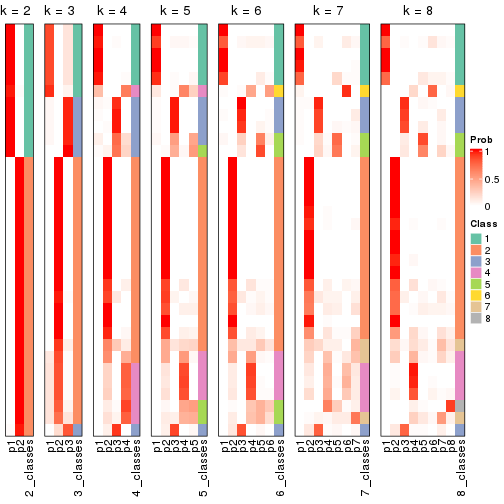 k = 2 k = 3 k = 4 k = 5 k = 6 k = 7 k = 8
Prob
1
0.5
0
Class
1
2
3
4
5
6
7
8
p1 p2 2_classes p1 p2 p3 3_classes p1 p2 p3 p4 4_classes p1 p2 p3 p4 p5 5_classes p1 p2 p3 p4 p5 p6 6_classes p1 p2 p3 p4 p5 p6 p7 7_classes p1 p2 p3 p4 p5 p6 p7 p8 8_classes